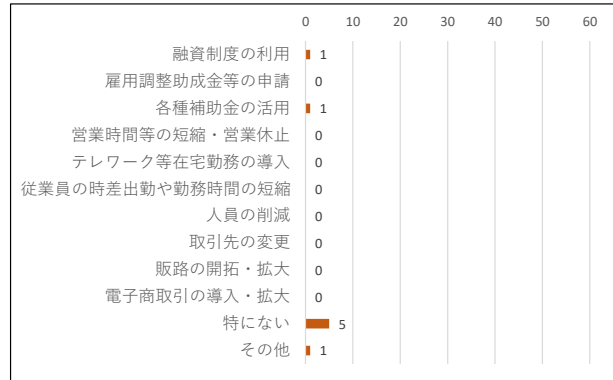 0 10 20 30 40 50 60
融資制度の利用 1
雇用調整助成金等の申請 0
各種補助金の活用 1
営業時間等の短縮・営業休止 0
テレワーク等在宅勤務の導入 0
従業員の時差出勤や勤務時間の短縮 0
人員の削減 0
取引先の変更 0
販路の開拓・拡大 0
電子商取引の導入・拡大 0
特にない 5
その他 1